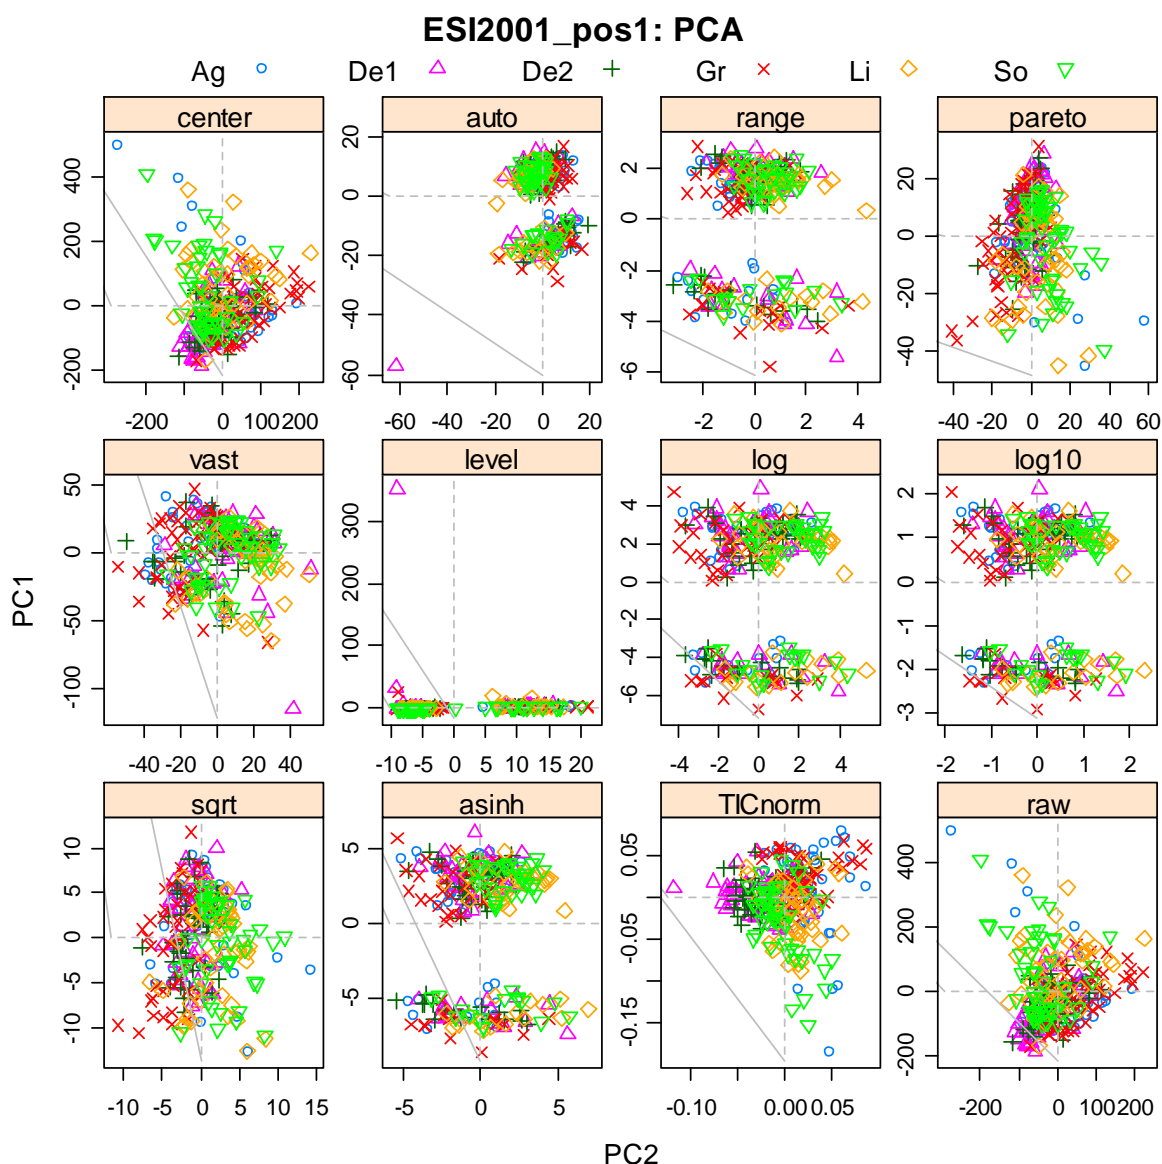 ESI2001_pos1: PCA
Ag De1 De2 Gr Li So
center auto range pareto
400
200
0
-200
20
0
-20
-40
-60
2
0
-2
-4
-6
20
0
-20
-40
-200 0 100 200
-60 -40 -20 0 20
-2 0 2 4
-40 -20 0 20 40 60
vast level log log10
50
0
-50
-100
300
200
100
0
4
2
0
-2
-4
-6
2
1
0
-1
-2
-3
-40 -20 0 20 40
-10 -5 0 5 10 15 20
-4 -2 0 2 4
-2 -1 0 1 2
sqrt asinh TICnorm raw
10
5
0
-5
-10
5
0
-5
0.05
-0.05
-0.15
400
200
0
-200
-10 -5 0 5 10 15
-5 0 5
-0.10 0.00 0.05
-200 0 100 200
PC1
PC2